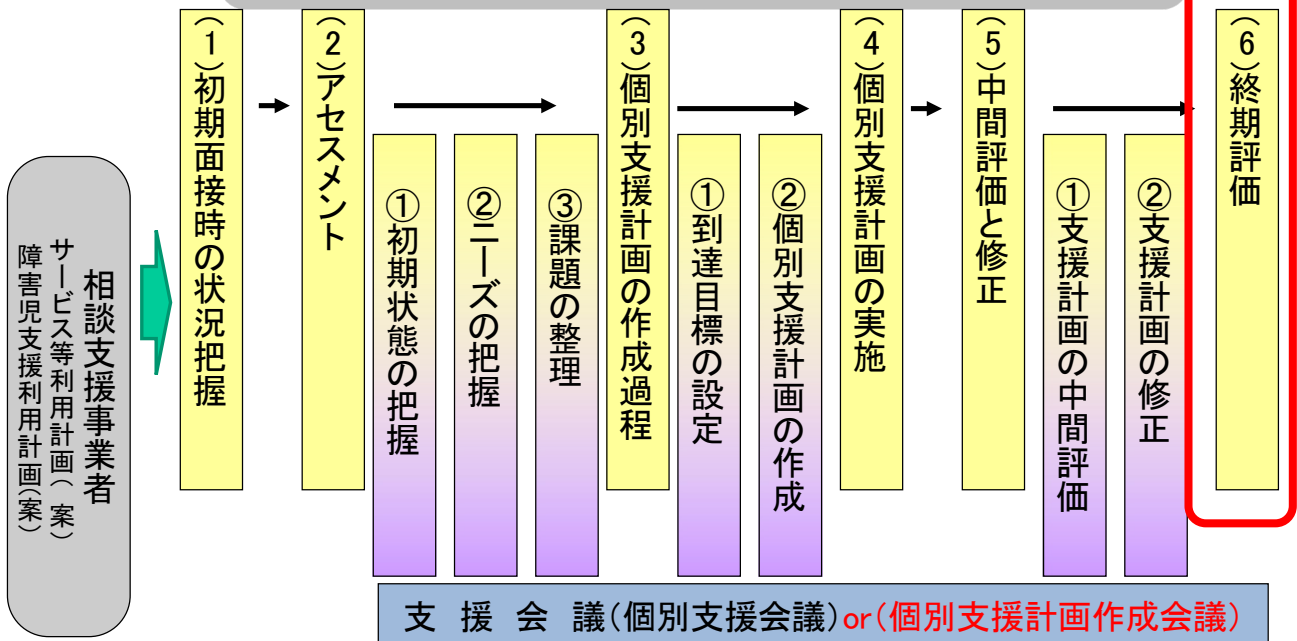 相談支援事業者
サービス等利用計画(案)
障害児支援利用計画(案)
(1)初期面接時の状況把握
(2)アセスメント
①初期状態の把握
②ニーズの把握
③課題の整理
(3)個別支援計画の作成過程
①到達目標の設定
②個別支援計画の作成
(4)個別支援計画の実施
(5)中間評価と修正
①支援計画の中間評価
②支援計画の修正
(6)終期評価
支 援 会 議(個別支援会議)or(個別支援計画作成会議)